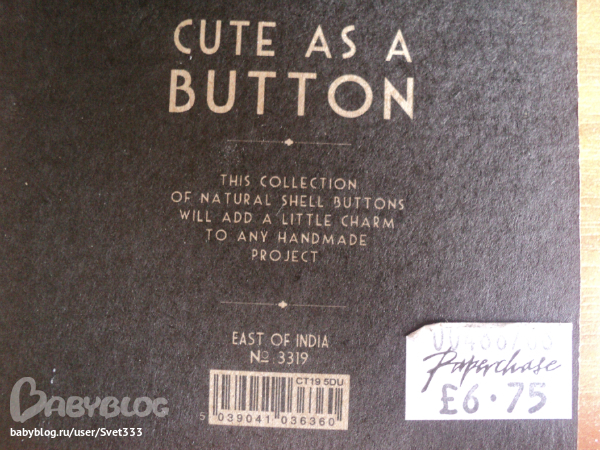 CUTE AS A
BUTTON
THIS COLLECTION
OF NATURAL SHELL BUTTONS
WILL ADD A LITTLE CHARM
TO ANY HANDMADE
PROJECT
EAST OF INDIA
Nº 3319
CT19 5DU
5 039041 036360
Paperchase
£6.75
BABYBLOG
babyblog.ru/user/Svet333